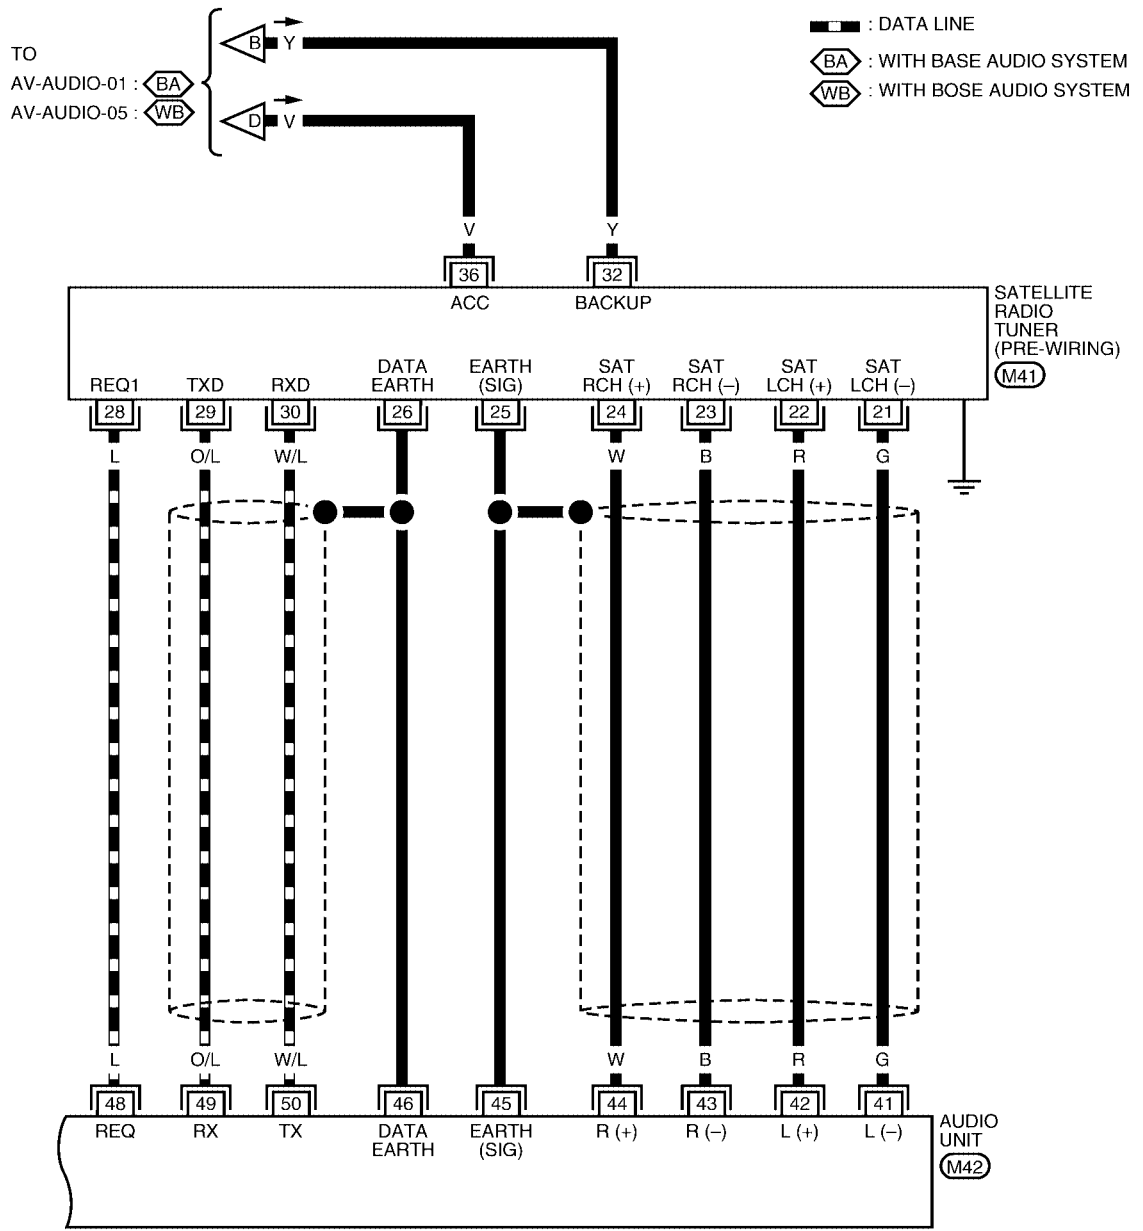 TO
AV-AUDIO-01 : BA
AV-AUDIO-05 : WB
B Y
D V
: DATA LINE
BA : WITH BASE AUDIO SYSTEM
WB : WITH BOSE AUDIO SYSTEM
V Y
36 32
ACC BACKUP
SATELLITE
RADIO
TUNER
(PRE-WIRING)
M41
REQ1 TXD RXD DATA EARTH EARTH (SIG) SAT RCH (+) SAT RCH (–) SAT LCH (+) SAT LCH (–)
28 29 30 26 25 24 23 22 21
L O/L W/L W B R G
L O/L W/L W B R G
48 49 50 46 45 44 43 42 41
REQ RX TX DATA EARTH EARTH (SIG) R (+) R (–) L (+) L (–)
AUDIO
UNIT
M42